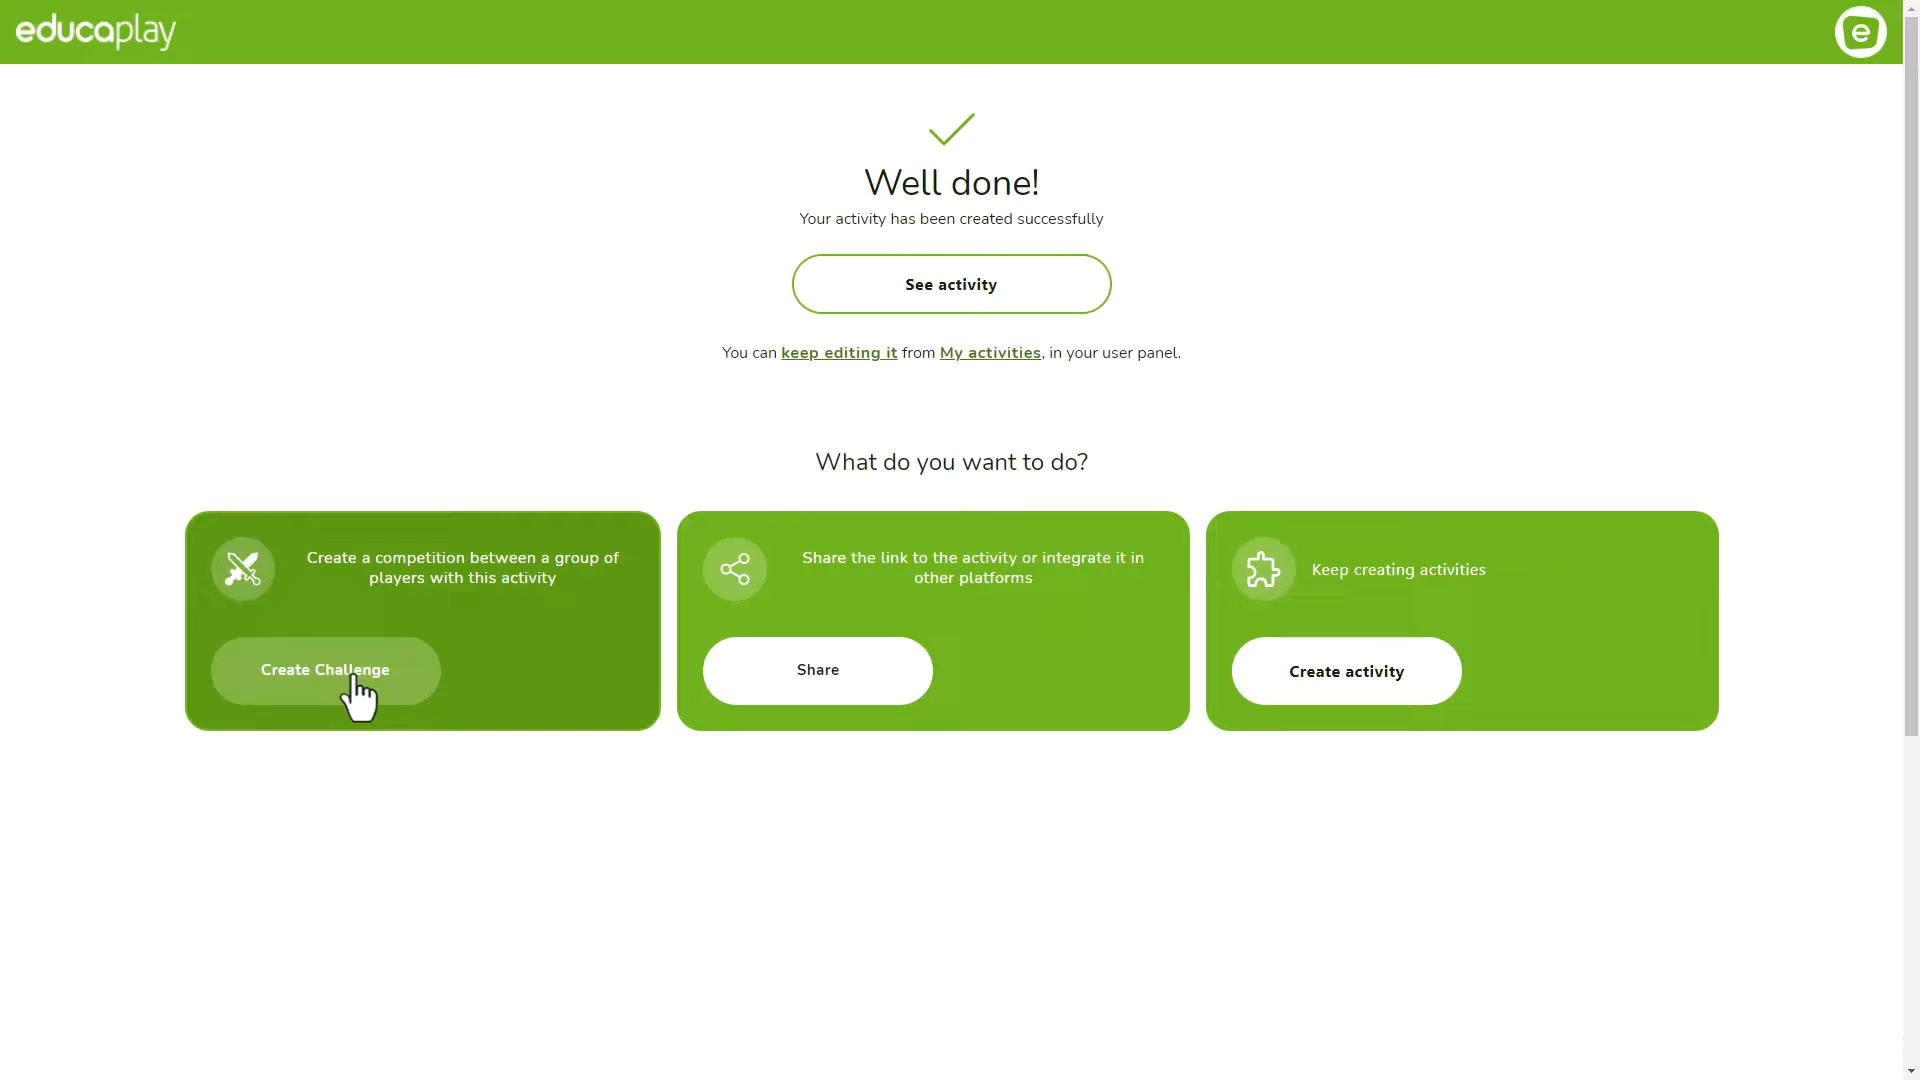 educaplay
e
Well done!
Your activity has been created successfully
See activity
You can keep editing it from My activities, in your user panel.
What do you want to do?
Create a competition between a group of
players with this activity
Create Challenge
Share the link to the activity or integrate it in
other platforms
Share
Keep creating activities
Create activity